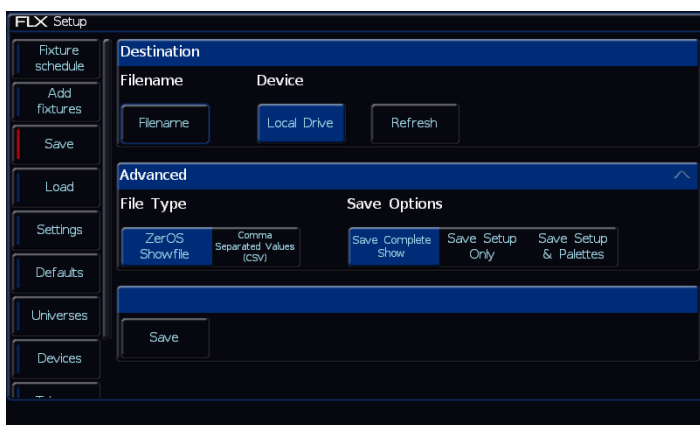 FLX Setup
Fixture
schedule
Add
fixtures
Save
Load
Settings
Defaults
Universes
Devices
Destination
Filename Device
Filename Local Drive Refresh
Advanced
File Type Save Options
ZerOS
Showfile
Comma
Separated Values
(CSV)
Save Complete
Show
Save Setup
Only
Save Setup
& Palettes
Save